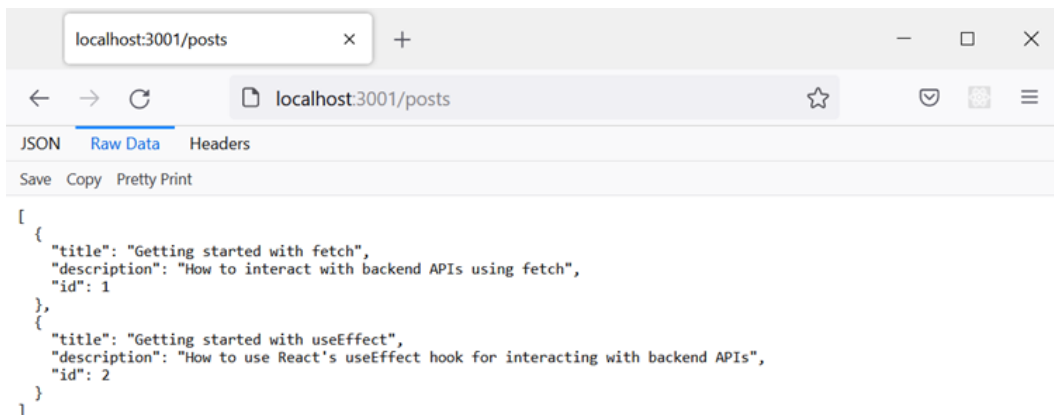 localhost:3001/posts
localhost:3001/posts
JSON Raw Data Headers
Save Copy Pretty Print
[
  {
    "title": "Getting started with fetch",
    "description": "How to interact with backend APIs using fetch",
    "id": 1
  },
  {
    "title": "Getting started with useEffect",
    "description": "How to use React's useEffect hook for interacting with backend APIs",
    "id": 2
  }
]